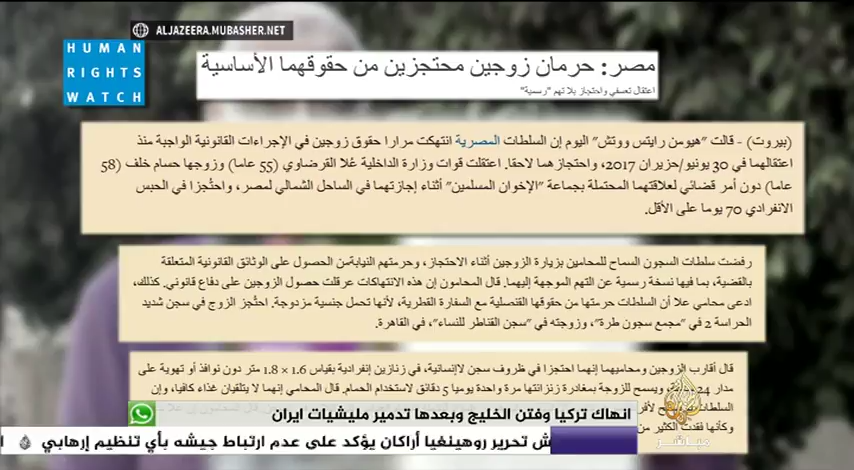 ALJAZEERA.MUBASHER.NET
HUMAN
RIGHTS
WATCH
مصر: حرمان زوجين محتجزين من حقوقهما الأساسية
اعتقال تعسفي واحتجاز بلا تهم "رسمية"
(بيروت) - قالت "هيومن رايتس ووتش" اليوم إن السلطات المصرية انتهكت مرارا حقوق زوجين في الإجراءات القانونية الواجبة منذ
اعتقالهما في 30 يونيو/حزيران 2017، واحتجازهما لاحقا. اعتقلت قوات وزارة الداخلية عُلا القرضاوي (55 عاما) وزوجها حسام خلف (58
عاما) دون أمر قضائي لعلاقتهما المحتملة بجماعة "الإخوان المسلمين" أثناء إجازتهما في الساحل الشمالي لمصر، واحتُجزا في الحبس
الانفرادي 70 يوما على الأقل.
رفضت سلطات السجون السماح للمحامين بزيارة الزوجين أثناء الاحتجاز، وحرمتهم النيابةمن الحصول على الوثائق القانونية المتعلقة
بالقضية، بما فيها نسخة رسمية عن التهم الموجهة إليهما. قال المحامون إن هذه الانتهاكات عرقلت حصول الزوجين على دفاع قانوني. كذلك،
ادعى محامي علا أن السلطات حرمتها من حقوقها القنصلية مع السفارة القطرية، لأنها تحمل جنسية مزدوجة. احتُجز الزوج في سجن شديد
الحراسة 2 في "مجمع سجون طرة"، وزوجته في "سجن القناطر للنساء"، في القاهرة.
قال أقارب الزوجين ومحاميهما إنهما احتجزا في ظروف سجن لاإنسانية، في زنازين إنفرادية بقياس 1.6 × 1.8 متر دون نوافذ أو تهوية على
مدار 24 ويسمح للزوجة بمغادرة زنزانتها مرة واحدة يوميا 5 دقائق لاستخدام الحمام. قال المحامي إنهما لا يتلقيان غذاء كافيا، وإن
السلطات
وكأنها فقدت الكثير من
انهاك تركيا وفتن الخليج وبعدها تدمير مليشيات ايران
مباشر
ش تحرير روهينغيا أراكان يؤكد على عدم ارتباط جيشه بأي تنظيم إرهابي